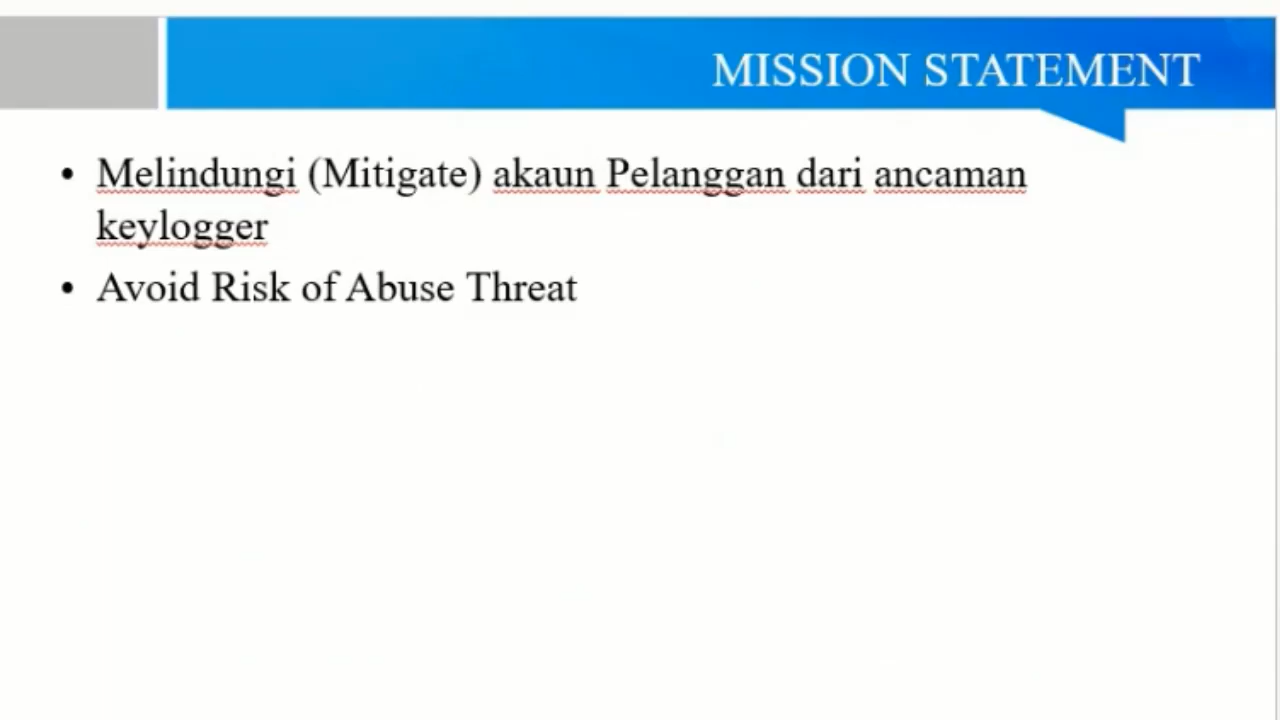 MISSION STATEMENT
• Melindungi (Mitigate) akaun Pelanggan dari ancaman
keylogger
• Avoid Risk of Abuse Threat